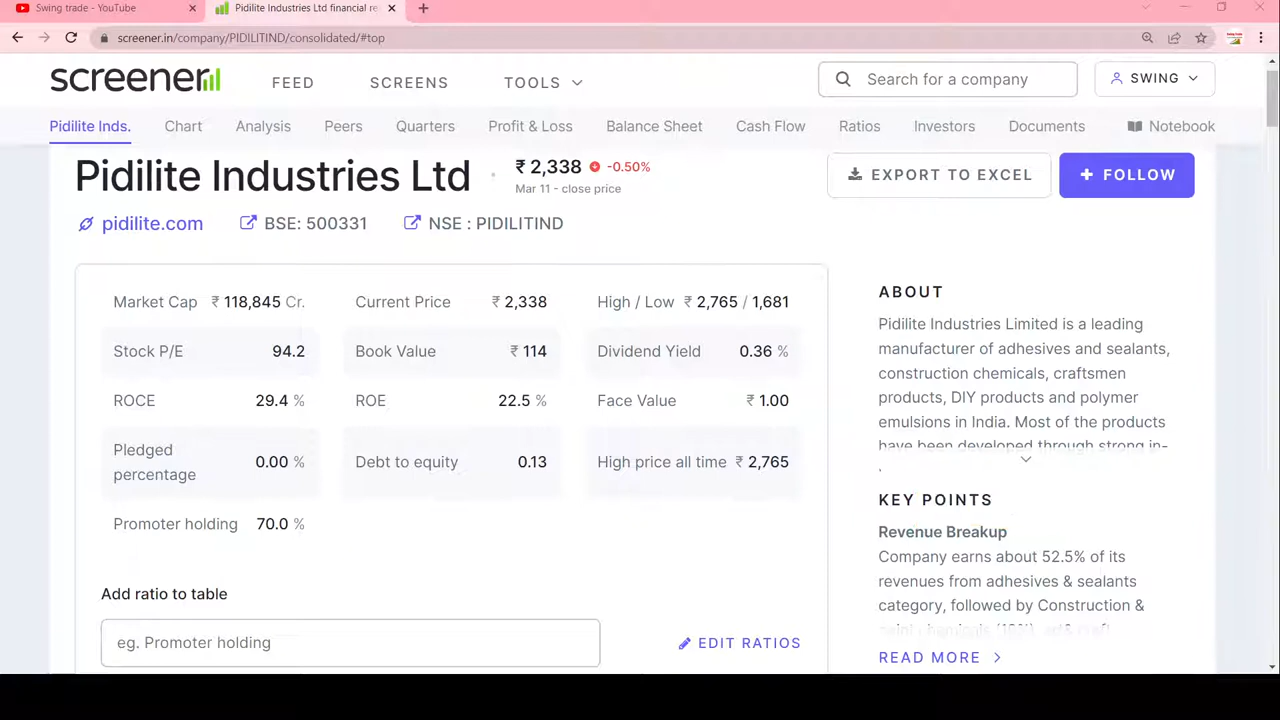 Swing trade - YouTube
Pidilite Industries Ltd financial re
screener.in/company/PIDILITIND/consolidated/#top
screener
FEED SCREENS TOOLS
Search for a company
SWING
Pidilite Inds. Chart Analysis Peers Quarters Profit & Loss Balance Sheet Cash Flow Ratios Investors Documents Notebook
Pidilite Industries Ltd
₹ 2,338 -0.50%
Mar 11 - close price
EXPORT TO EXCEL
+ FOLLOW
pidilite.com BSE: 500331 NSE : PIDILITIND
Market Cap ₹ 118,845 Cr. Current Price ₹ 2,338 High / Low ₹ 2,765 / 1,681
Stock P/E 94.2 Book Value ₹ 114 Dividend Yield 0.36 %
ROCE 29.4 % ROE 22.5 % Face Value ₹ 1.00
Pledged
percentage 0.00 % Debt to equity 0.13 High price all time ₹ 2,765
Promoter holding 70.0 %
Add ratio to table
eg. Promoter holding
EDIT RATIOS
ABOUT
Pidilite Industries Limited is a leading
manufacturer of adhesives and sealants,
construction chemicals, craftsmen
products, DIY products and polymer
emulsions in India. Most of the products
have been developed through strong in-
KEY POINTS
Revenue Breakup
Company earns about 52.5% of its
revenues from adhesives & sealants
category, followed by Construction &
READ MORE